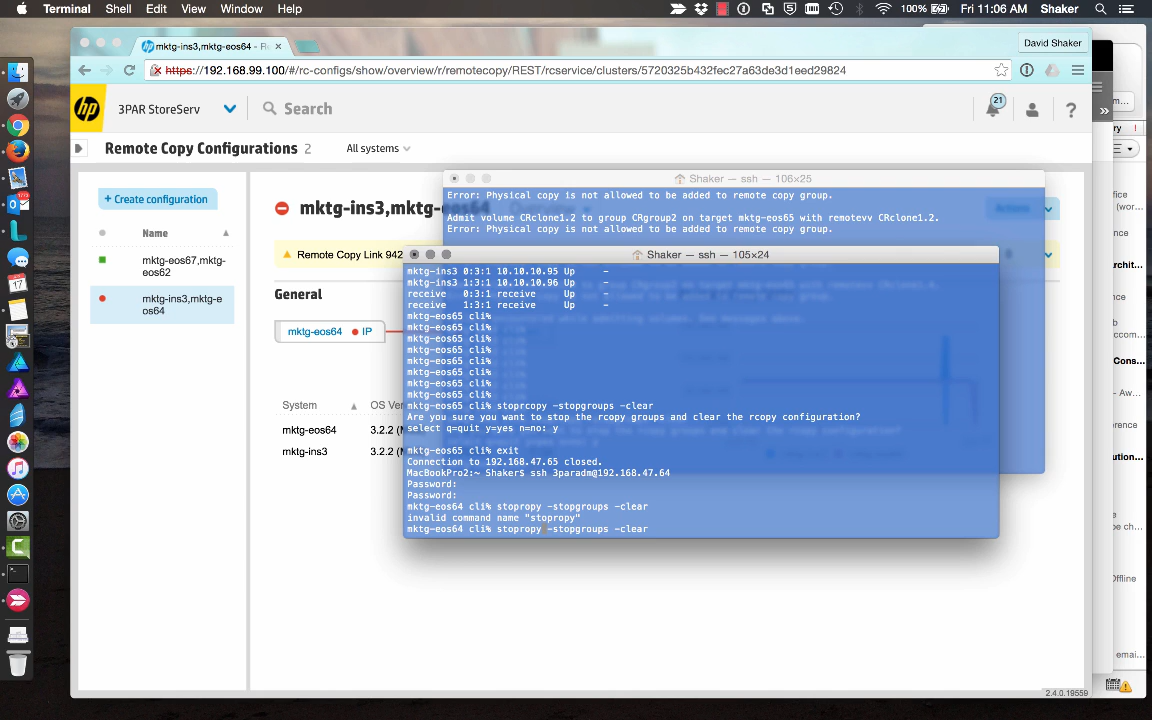 Terminal Shell Edit View Window Help 100% Fri 11:06 AM Shaker
mktg-ins3,mktg-eos64 - R
David Shaker
https://192.168.99.100/#/rc-configs/show/overview/r/remotecopy/REST/rcservice/clusters/5720325b432fec27a63de3d1eed29824
hp 3PAR StoreServ Search 21 ?
Remote Copy Configurations 2 All systems
+ Create configuration
Name
mktg-eos67,mktg-
eos62
mktg-ins3,mktg-e
os64
mktg-ins3,mktg-eos64
Actions
Remote Copy Link 942
General
mktg-eos64 IP
System OS Ver
mktg-eos64 3.2.2 (M
mktg-ins3 3.2.2 (M
Shaker — ssh — 106x25
Error: Physical copy is not allowed to be added to remote copy group.
Admit volume CRclone1.2 to group CRgroup2 on target mktg-eos65 with remotevv CRclone1.2.
Error: Physical copy is not allowed to be added to remote copy group.
Shaker — ssh — 105x24
mktg-ins3 0:3:1 10.10.10.95 Up -
mktg-ins3 1:3:1 10.10.10.96 Up -
receive 0:3:1 receive Up -
receive 1:3:1 receive Up -
mktg-eos65 cli%
mktg-eos65 cli%
mktg-eos65 cli%
mktg-eos65 cli%
mktg-eos65 cli%
mktg-eos65 cli%
mktg-eos65 cli%
mktg-eos65 cli%
mktg-eos65 cli% stoprcopy -stopgroups -clear
Are you sure you want to stop the rcopy groups and clear the rcopy configuration?
select q=quit y=yes n=no: y
mktg-eos65 cli% exit
Connection to 192.168.47.65 closed.
MacBookPro2:~ Shaker$ ssh 3paradm@192.168.47.64
Password:
Password:
mktg-eos64 cli% stopropy -stopgroups -clear
invalid command name "stopropy"
mktg-eos64 cli% stopropy -stopgroups -clear
2.4.0.19559